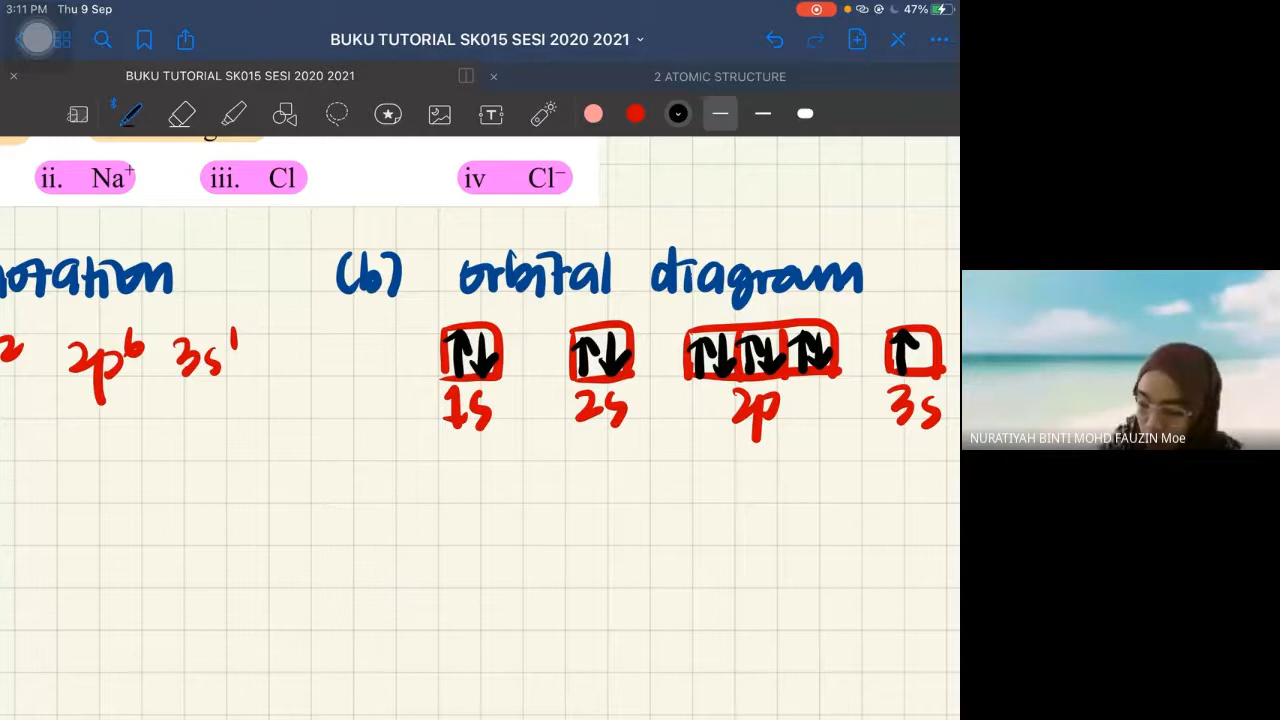 3:11 PM Thu 9 Sep
47%
BUKU TUTORIAL SK015 SESI 2020 2021
BUKU TUTORIAL SK015 SESI 2020 2021
2 ATOMIC STRUCTURE
ii. Na⁺ iii. Cl iv Cl⁻
notation (b) orbital diagram
2 2p⁶ 3s¹
1s 2s 2p 3s
NURATIYAH BINTI MOHD FAUZIN Moe